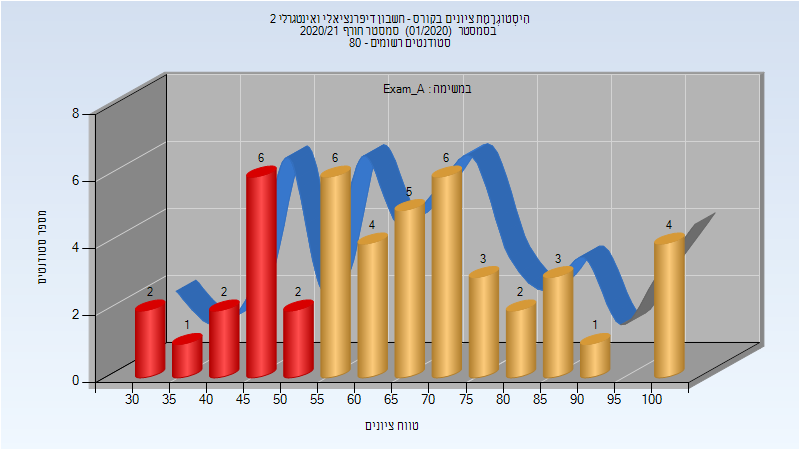 היסטוגרמת ציונים בקורס - חשבון דיפרנציאלי ואינטגרלי 2
בסמסטר (01/2020) סמסטר חורף 2020/21
סטודנטים רשומים - 80
במשימה : Exam_A
מספר סטודנטים
8
6
4
2
0
2
1
2
6
2
6
4
5
6
3
2
3
1
4
30 35 40 45 50 55 60 65 70 75 80 85 90 95 100
טווח ציונים